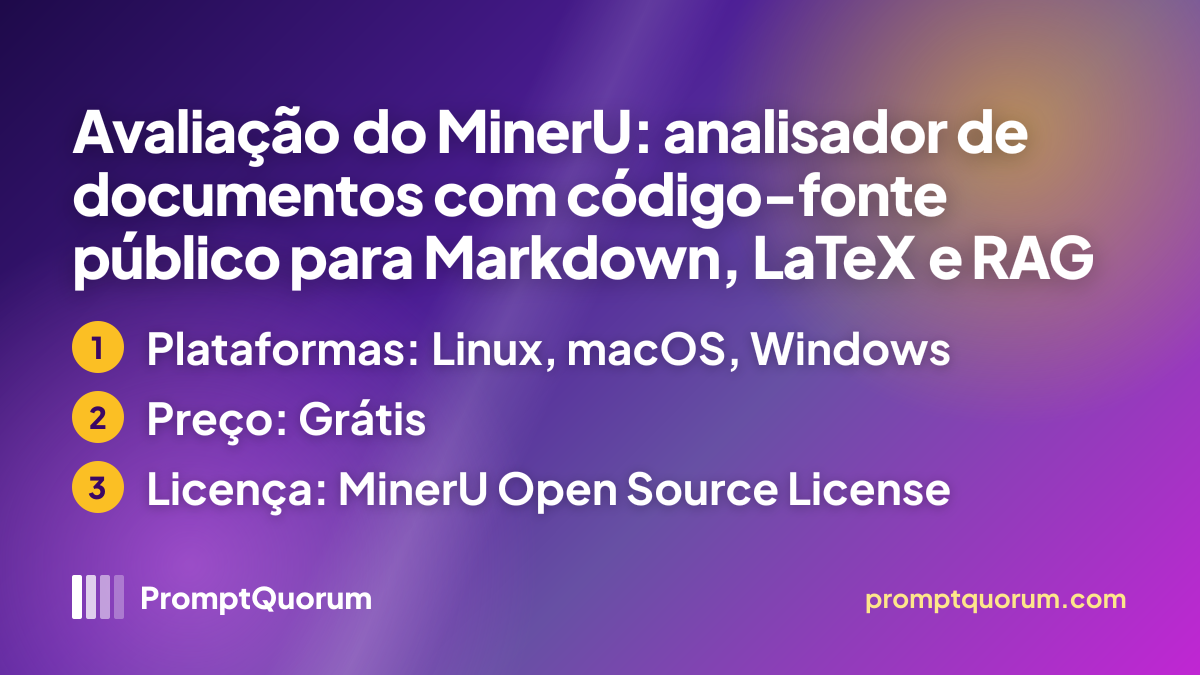 Avaliação do MinerU: analisador de
documentos com código-fonte
público para Markdown, LaTeX e RAG
1 Plataformas: Linux, macOS, Windows
2 Preço: Grátis
3 Licença: MinerU Open Source License
PromptQuorum
promptquorum.com